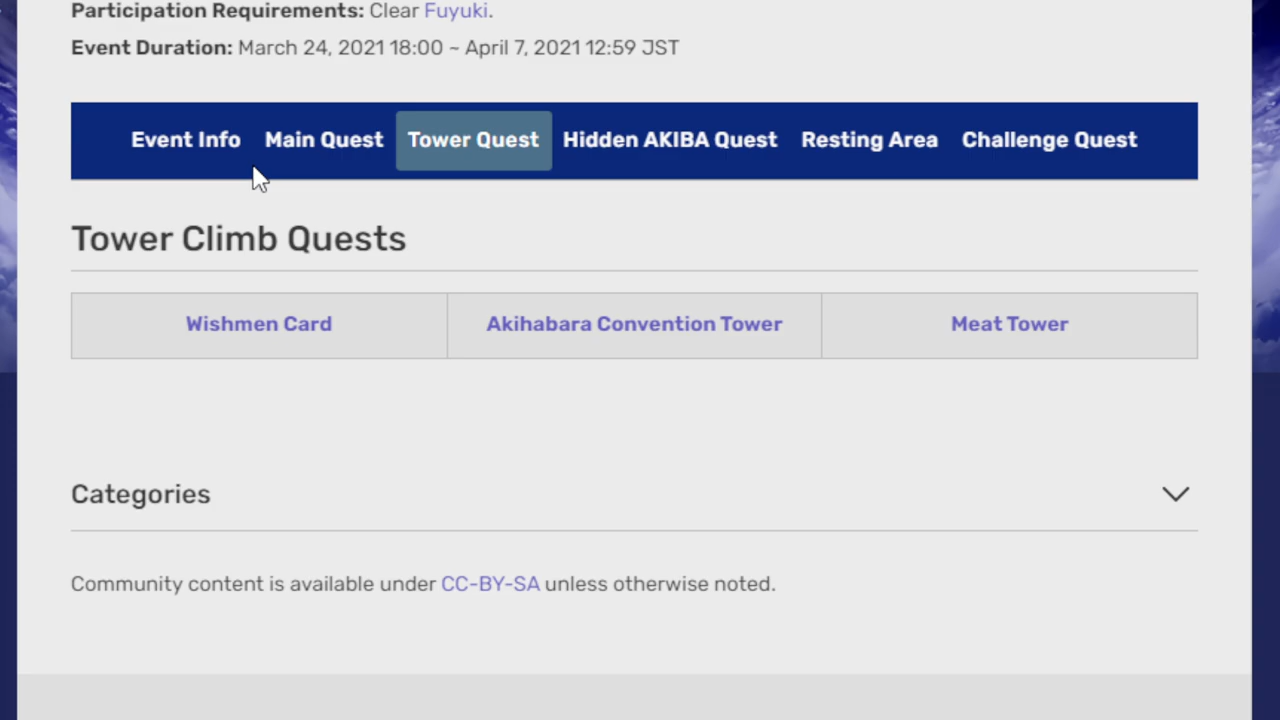 Participation Requirements: Clear Fuyuki.
Event Duration: March 24, 2021 18:00 ~ April 7, 2021 12:59 JST
Event Info Main Quest Tower Quest Hidden AKIBA Quest Resting Area Challenge Quest
Tower Climb Quests
Wishmen Card Akihabara Convention Tower Meat Tower
Categories
Community content is available under CC-BY-SA unless otherwise noted.